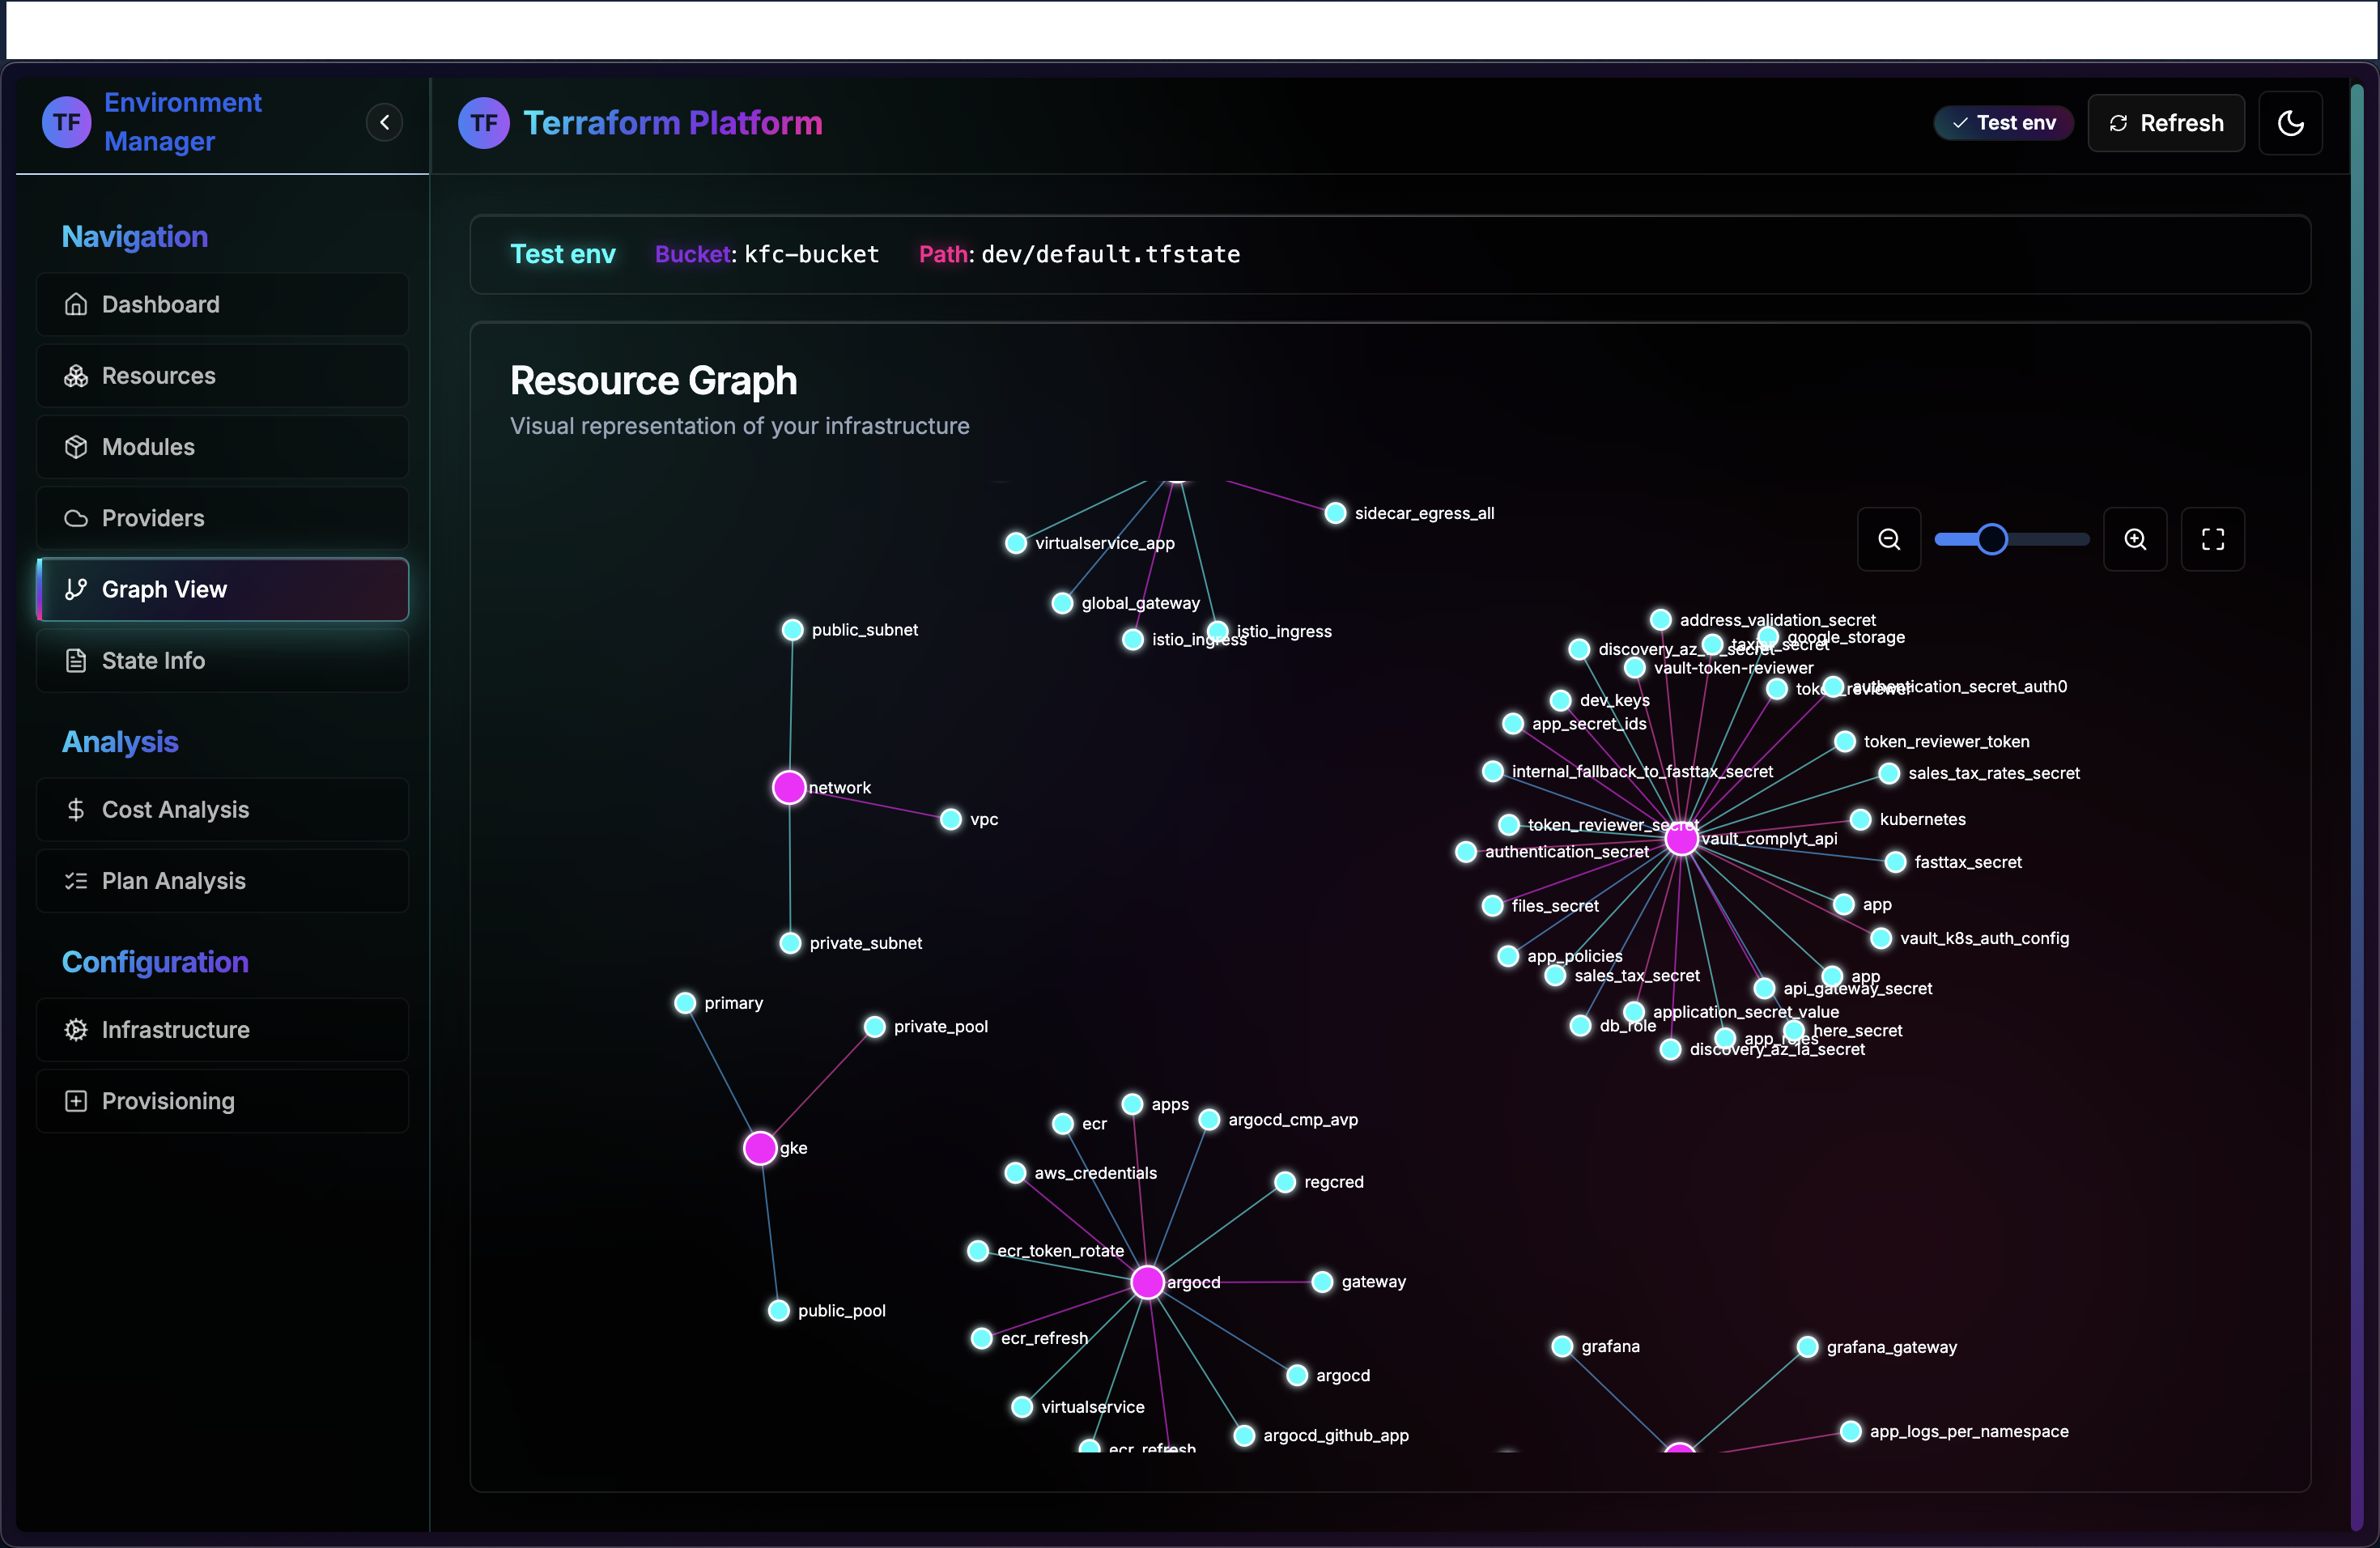 TF
Environment
Manager
TF
Terraform Platform
Test env
Refresh
Navigation
Dashboard
Resources
Modules
Providers
Graph View
State Info
Analysis
Cost Analysis
Plan Analysis
Configuration
Infrastructure
Provisioning
Test env Bucket: kfc-bucket Path: dev/default.tfstate
Resource Graph
Visual representation of your infrastructure
sidecar_egress_all
virtualservice_app
global_gateway
istio_ingress
istio_ingress
public_subnet
network
vpc
private_subnet
primary
private_pool
gke
public_pool
apps
ecr
argocd_cmp_avp
aws_credentials
regcred
ecr_token_rotate
argocd
gateway
ecr_refresh
argocd
virtualservice
argocd_github_app
ecr_refresh
address_validation_secret
google_storage
taxjar_secret
vault-token-reviewer
authentication_secret_auth0
token_reviewer
dev_keys
app_secret_ids
token_reviewer_token
internal_fallback_to_fasttax_secret
sales_tax_rates_secret
kubernetes
token_reviewer_secret
vault_complyt_api
authentication_secret
fasttax_secret
app
files_secret
vault_k8s_auth_config
app_policies
sales_tax_secret
app
api_gateway_secret
application_secret_value
db_role
here_secret
app_roles
discovery_az_la_secret
grafana
grafana_gateway
app_logs_per_namespace